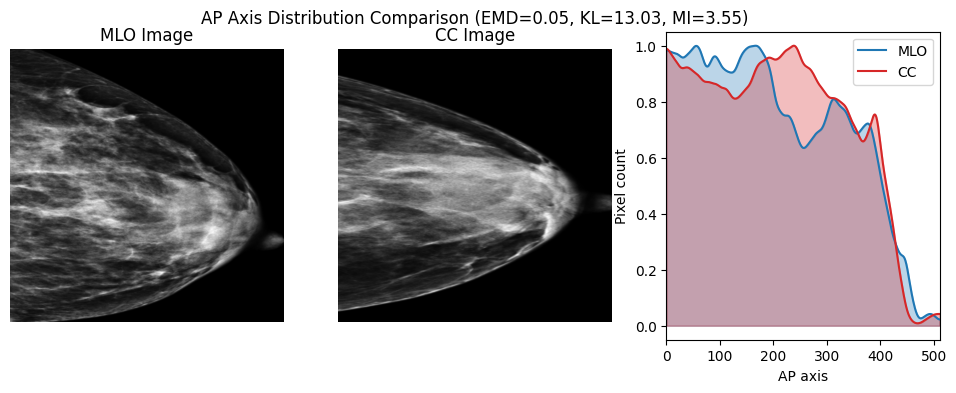 AP Axis Distribution Comparison (EMD=0.05, KL=13.03, MI=3.55)
MLO Image
CC Image
MLO
CC
Pixel count
1.0
0.8
0.6
0.4
0.2
0.0
0 100 200 300 400 500
AP axis